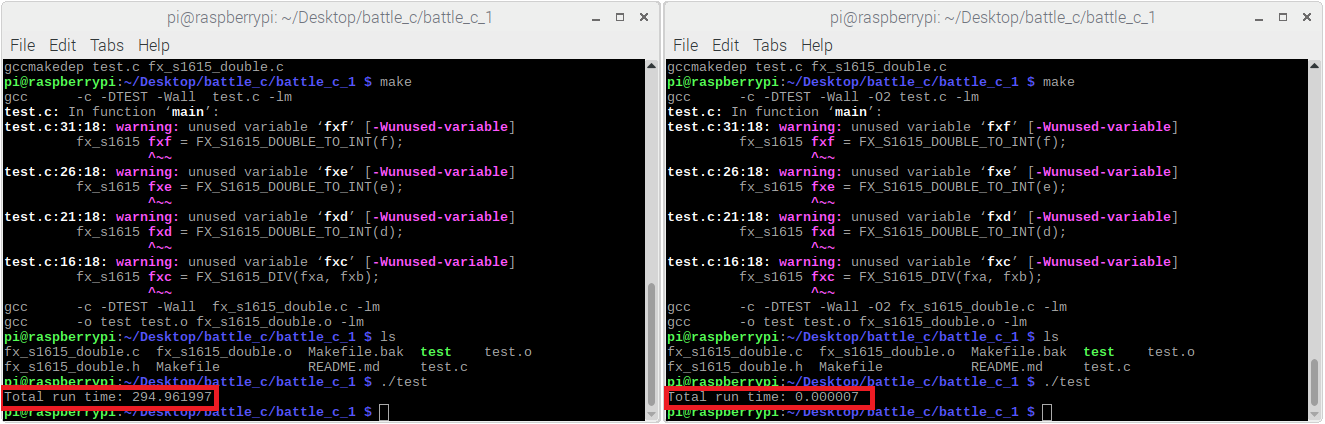 pi@raspberrypi: ~/Desktop/battle_c/battle_c_1
File Edit Tabs Help
gccmakedep test.c fx_s1615_double.c
pi@raspberrypi:~/Desktop/battle_c/battle_c_1 $ make
gcc      -c -DTEST -Wall  test.c -lm
test.c: In function ‘main’:
test.c:31:18: warning: unused variable ‘fxf’ [-Wunused-variable]
         fx_s1615 fxf = FX_S1615_DOUBLE_TO_INT(f);
                  ^~~
test.c:26:18: warning: unused variable ‘fxe’ [-Wunused-variable]
         fx_s1615 fxe = FX_S1615_DOUBLE_TO_INT(e);
                  ^~~
test.c:21:18: warning: unused variable ‘fxd’ [-Wunused-variable]
         fx_s1615 fxd = FX_S1615_DOUBLE_TO_INT(d);
                  ^~~
test.c:16:18: warning: unused variable ‘fxc’ [-Wunused-variable]
         fx_s1615 fxc = FX_S1615_DIV(fxa, fxb);
                  ^~~
gcc      -c -DTEST -Wall  fx_s1615_double.c -lm
gcc      -o test test.o fx_s1615_double.o -lm
pi@raspberrypi:~/Desktop/battle_c/battle_c_1 $ ls
fx_s1615_double.c  fx_s1615_double.o  Makefile.bak  test    test.o
fx_s1615_double.h  Makefile           README.md     test.c
pi@raspberrypi:~/Desktop/battle_c/battle_c_1 $ ./test
Total run time: 294.961997
pi@raspberrypi:~/Desktop/battle_c/battle_c_1 $
pi@raspberrypi: ~/Desktop/battle_c/battle_c_1
File Edit Tabs Help
gccmakedep test.c fx_s1615_double.c
pi@raspberrypi:~/Desktop/battle_c/battle_c_1 $ make
gcc      -c -DTEST -Wall -O2 test.c -lm
test.c: In function ‘main’:
test.c:31:18: warning: unused variable ‘fxf’ [-Wunused-variable]
         fx_s1615 fxf = FX_S1615_DOUBLE_TO_INT(f);
                  ^~~
test.c:26:18: warning: unused variable ‘fxe’ [-Wunused-variable]
         fx_s1615 fxe = FX_S1615_DOUBLE_TO_INT(e);
                  ^~~
test.c:21:18: warning: unused variable ‘fxd’ [-Wunused-variable]
         fx_s1615 fxd = FX_S1615_DOUBLE_TO_INT(d);
                  ^~~
test.c:16:18: warning: unused variable ‘fxc’ [-Wunused-variable]
         fx_s1615 fxc = FX_S1615_DIV(fxa, fxb);
                  ^~~
gcc      -c -DTEST -Wall -O2 fx_s1615_double.c -lm
gcc      -o test test.o fx_s1615_double.o -lm
pi@raspberrypi:~/Desktop/battle_c/battle_c_1 $ ls
fx_s1615_double.c  fx_s1615_double.o  Makefile.bak  test    test.o
fx_s1615_double.h  Makefile           README.md     test.c
pi@raspberrypi:~/Desktop/battle_c/battle_c_1 $ ./test
Total run time: 0.000007
pi@raspberrypi:~/Desktop/battle_c/battle_c_1 $